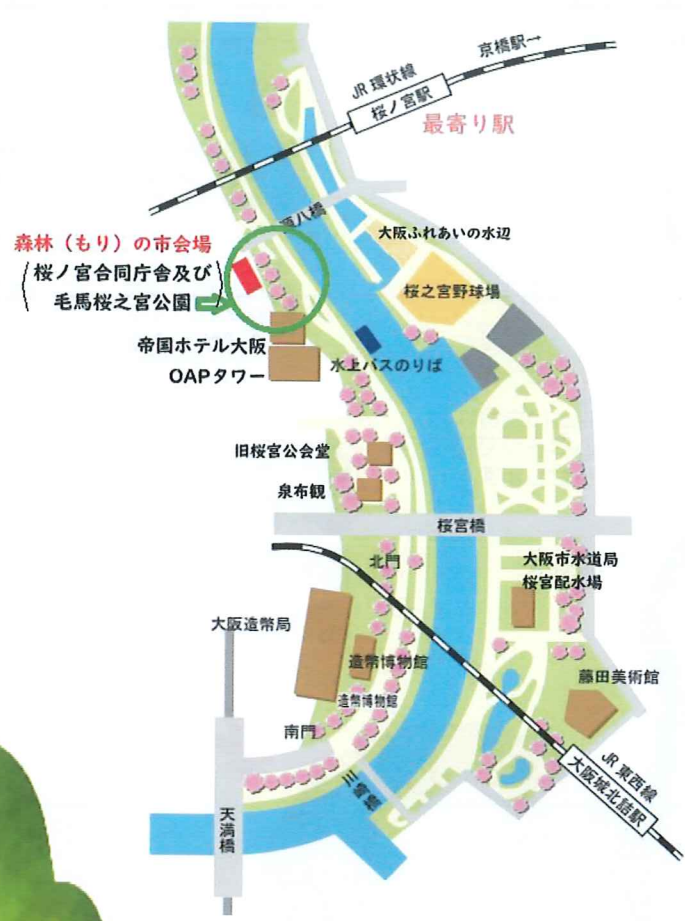 京橋駅→
JR 環状線
桜ノ宮駅
最寄り駅
源八橋
森林（もり）の市会場
（桜ノ宮合同庁舎及び
毛馬桜之宮公園）
大阪ふれあいの水辺
桜之宮野球場
帝国ホテル大阪
OAPタワー
水上バスのりば
旧桜宮公会堂
泉布観
桜宮橋
北門
大阪市水道局
桜宮配水場
大阪造幣局
造幣博物館
造幣博物館
藤田美術館
南門
JR 東西線
大阪城北詰駅
天満橋